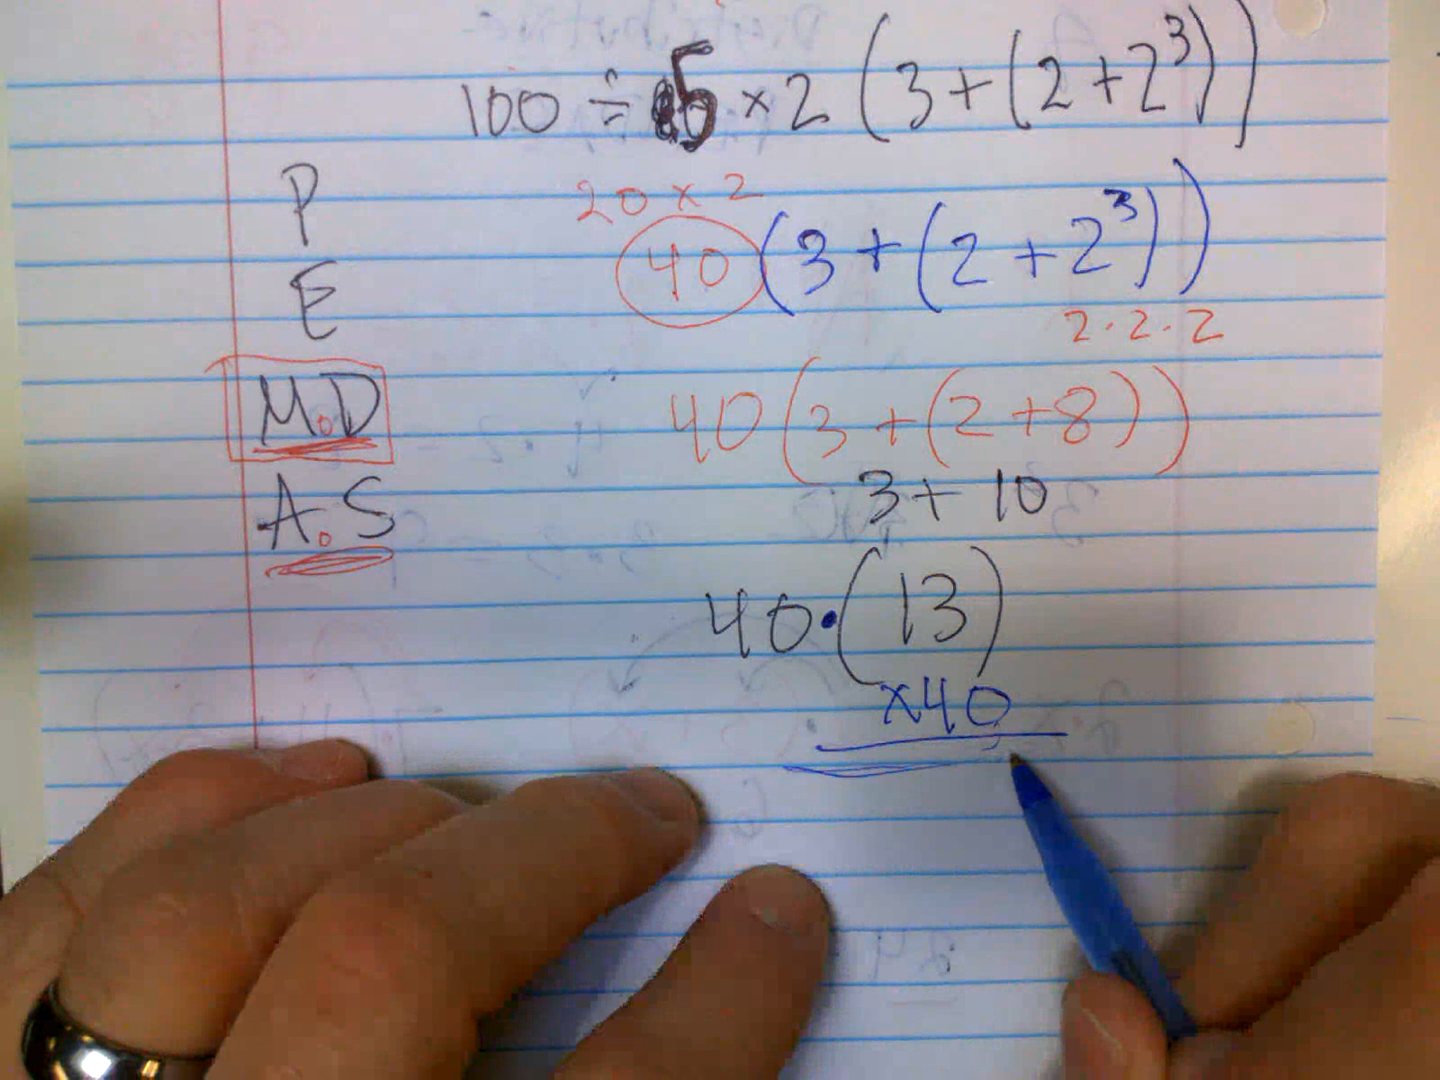 100 ÷ 5 × 2 (3 + (2 + 2³))
20 × 2
P
40 (3 + (2 + 2³))
E
2 · 2 · 2
M.D
40 (3 + (2 + 8))
A.S
3 + 10
40 · (13)
×40